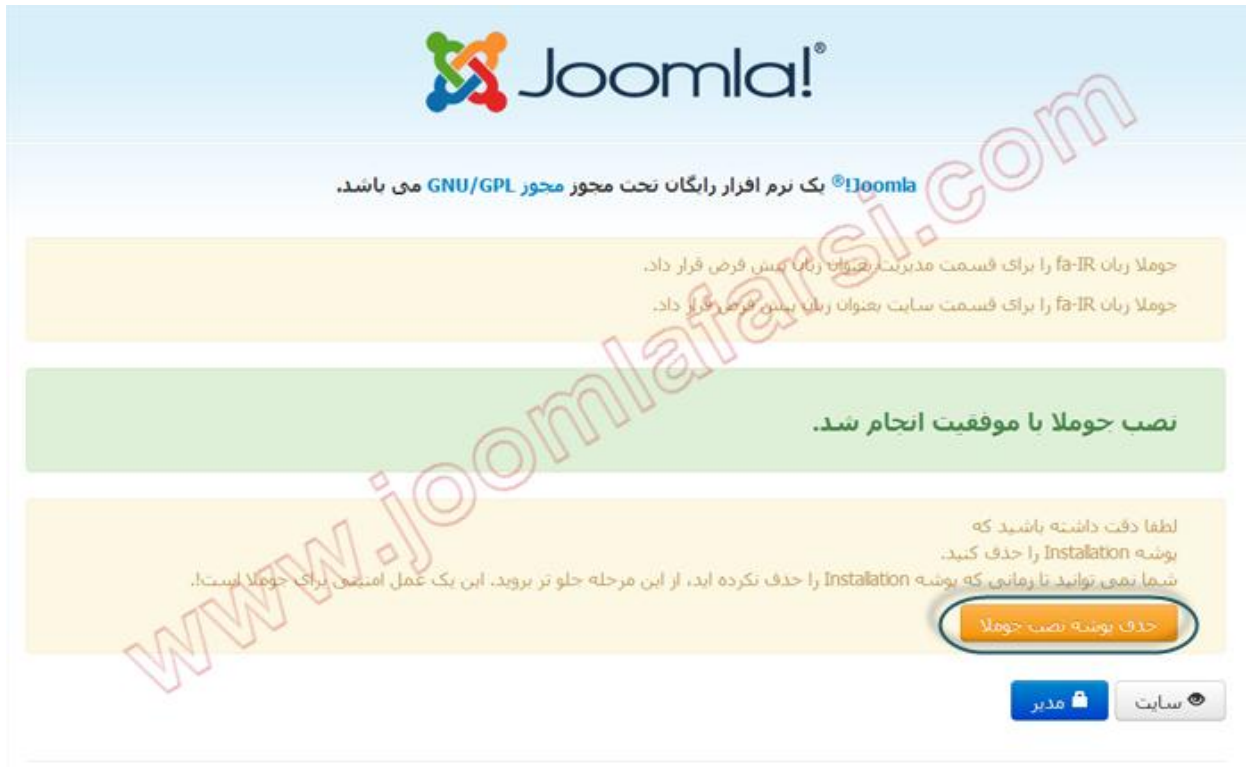 Joomla!®
Joomla!® یک نرم افزار رایگان تحت مجوز مجوز GNU/GPL می باشد.
جوملا زبان fa-IR را برای قسمت مدیریت بعنوان زبان پیش فرض قرار داد.
جوملا زبان fa-IR را برای قسمت سایت بعنوان زبان پیش فرض قرار داد.
نصب جوملا با موفقیت انجام شد.
لطفا دقت داشته باشید که
پوشه Installation را حذف کنید.
شما نمی توانید تا زمانی که پوشه Installation را حذف نکرده اید، از این مرحله جلو تر بروید. این یک عمل امنیتی برای جوملا است!.
حذف پوشه نصب جوملا
سایت
مدیر
www.joomlafarsi.com